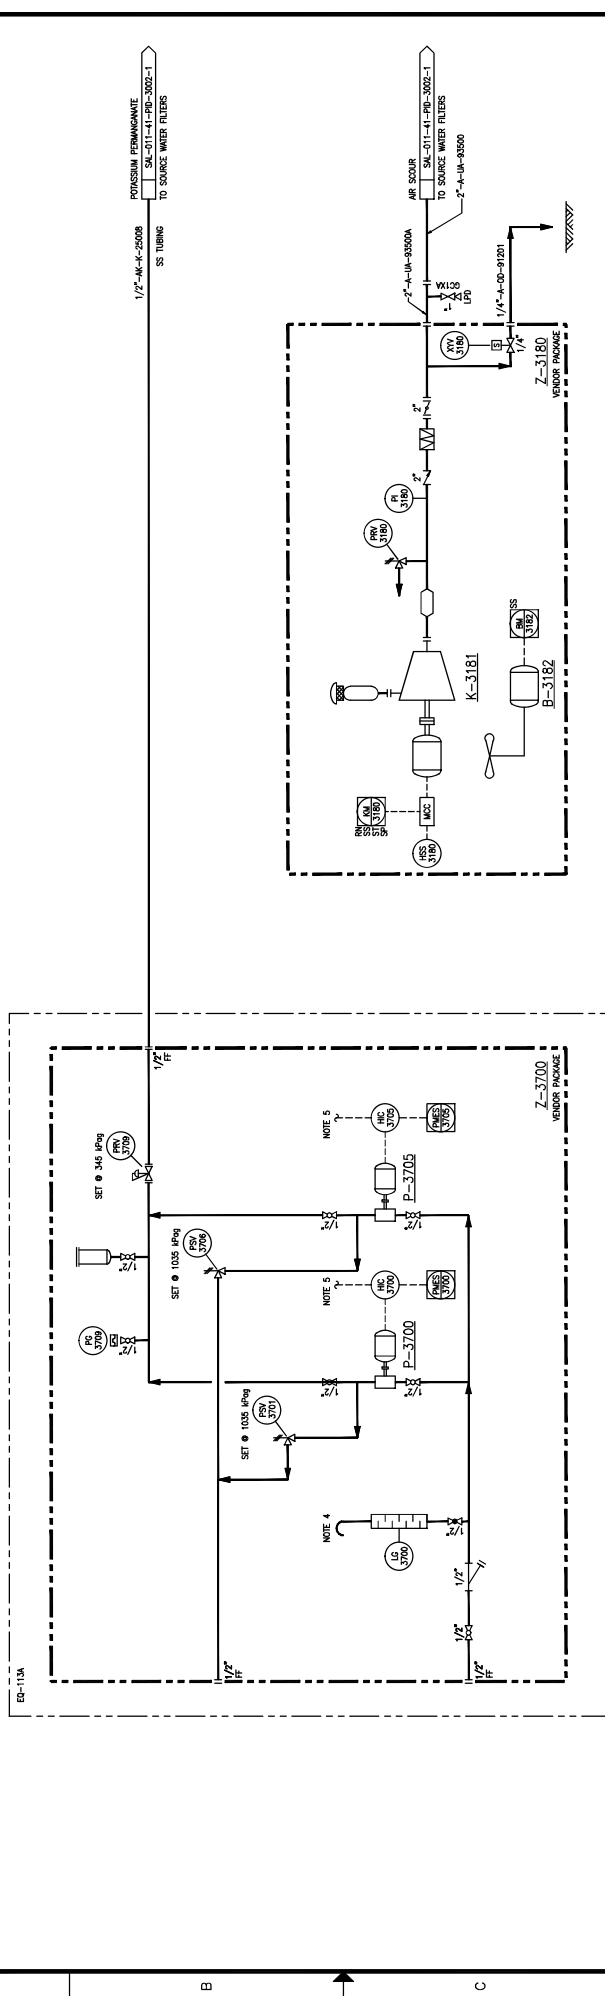 POTASSIUM PERMANGANATE
SAL-011-41-PID-3002-1
TO SOURCE WATER FILTERS
1/2"-AK-K-25008
SS TUBING
AIR SCOUR
SAL-011-41-PID-3002-1
TO SOURCE WATER FILTERS
2"-A-UA-93500
2"-A-UA-93500A
GC1XA
1"
LPD
1/4"-A-OD-91201
XYV
3180
S
1/4"
Z-3180
VENDOR PACKAGE
2"
2"
PI
3180
PRV
3180
K-3181
SS
BM
3182
B-3182
RN
SS
ST
SP
KM
3180
MCC
HSS
3180
1/2"
FF
Z-3700
VENDOR PACKAGE
SET @ 345 kPag
PRV
3709
NOTE 5
HIC
3705
PMES
3705
P-3705
1/2"
1/2"
1/2"
SET @ 1035 kPag
PSV
3706
NOTE 5
HIC
3700
PMES
3700
P-3700
PG
3709
1/2"
1/2"
1/2"
SET @ 1035 kPag
PSV
3701
NOTE 4
LG
3700
1/2"
1/2"
1/2"
1/2"
FF
1/2"
FF
EQ-113A
B
C